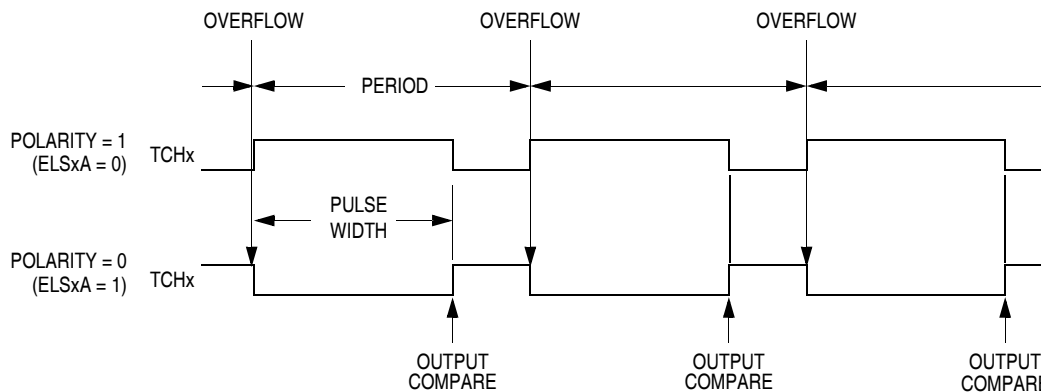 OVERFLOW
OVERFLOW
OVERFLOW
PERIOD
POLARITY = 1
(ELSxA = 0)
TCHx
PULSE
WIDTH
POLARITY = 0
(ELSxA = 1)
TCHx
OUTPUT
COMPARE
OUTPUT
COMPARE
OUTPUT
COMPARE